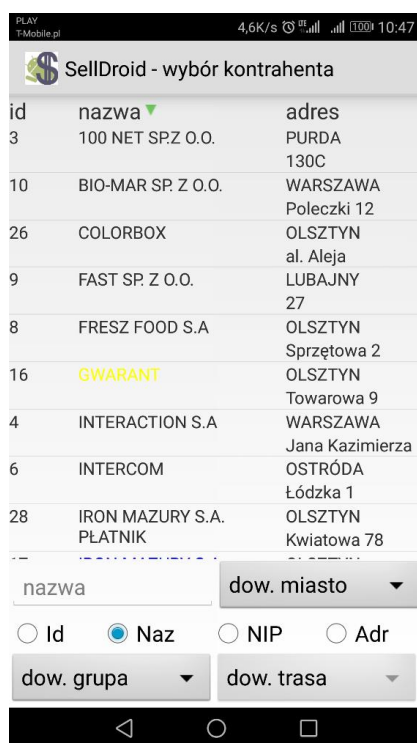 PLAY
T-Mobile.pl
4,6K/s LTE 100 10:47
SellDroid - wybór kontrahenta
id nazwa adres
3 100 NET SP.Z O.O. PURDA
130C
10 BIO-MAR SP. Z O.O. WARSZAWA
Poleczki 12
26 COLORBOX OLSZTYN
al. Aleja
9 FAST SP. Z O.O. LUBAJNY
27
8 FRESZ FOOD S.A OLSZTYN
Sprzętowa 2
16 GWARANT OLSZTYN
Towarowa 9
4 INTERACTION S.A WARSZAWA
Jana Kazimierza
6 INTERCOM OSTRÓDA
Łódzka 1
28 IRON MAZURY S.A. OLSZTYN
PŁATNIK Kwiatowa 78
nazwa dow. miasto
Id Naz NIP Adr
dow. grupa dow. trasa